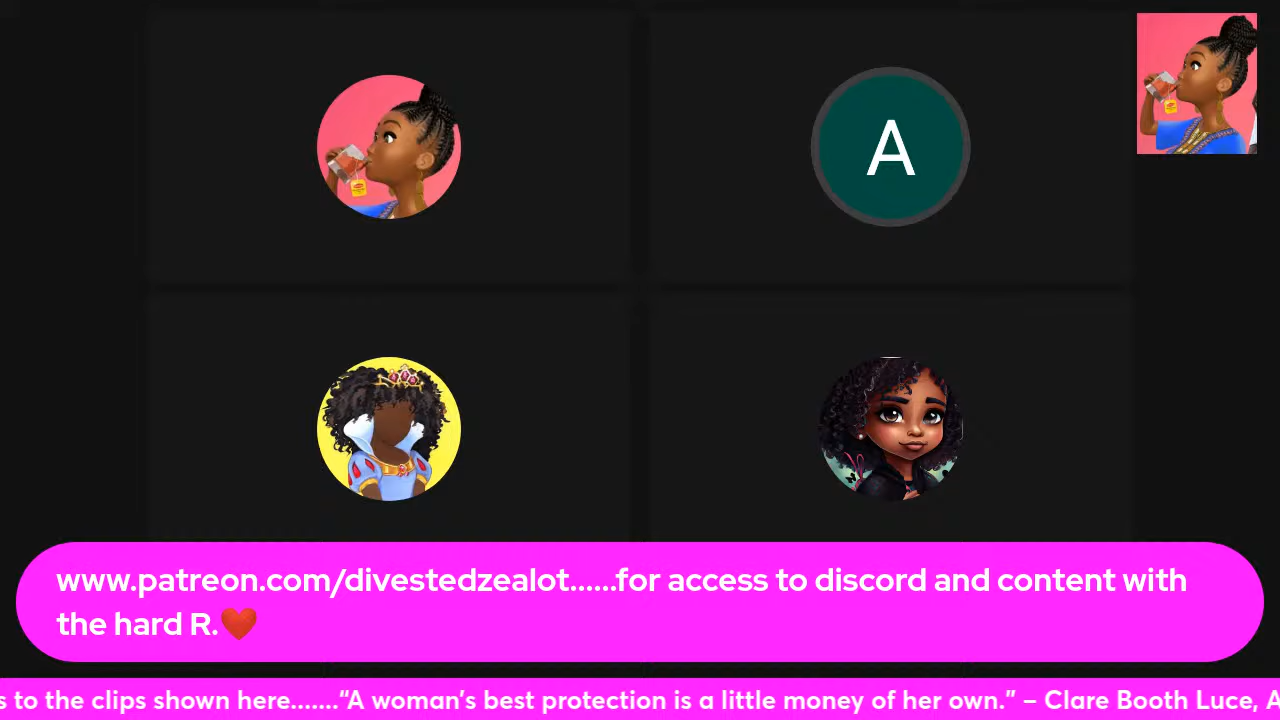 A
www.patreon.com/divestedzealot......for access to discord and content with
the hard R.❤️
s to the clips shown here.......“A woman’s best protection is a little money of her own.” – Clare Booth Luce, A